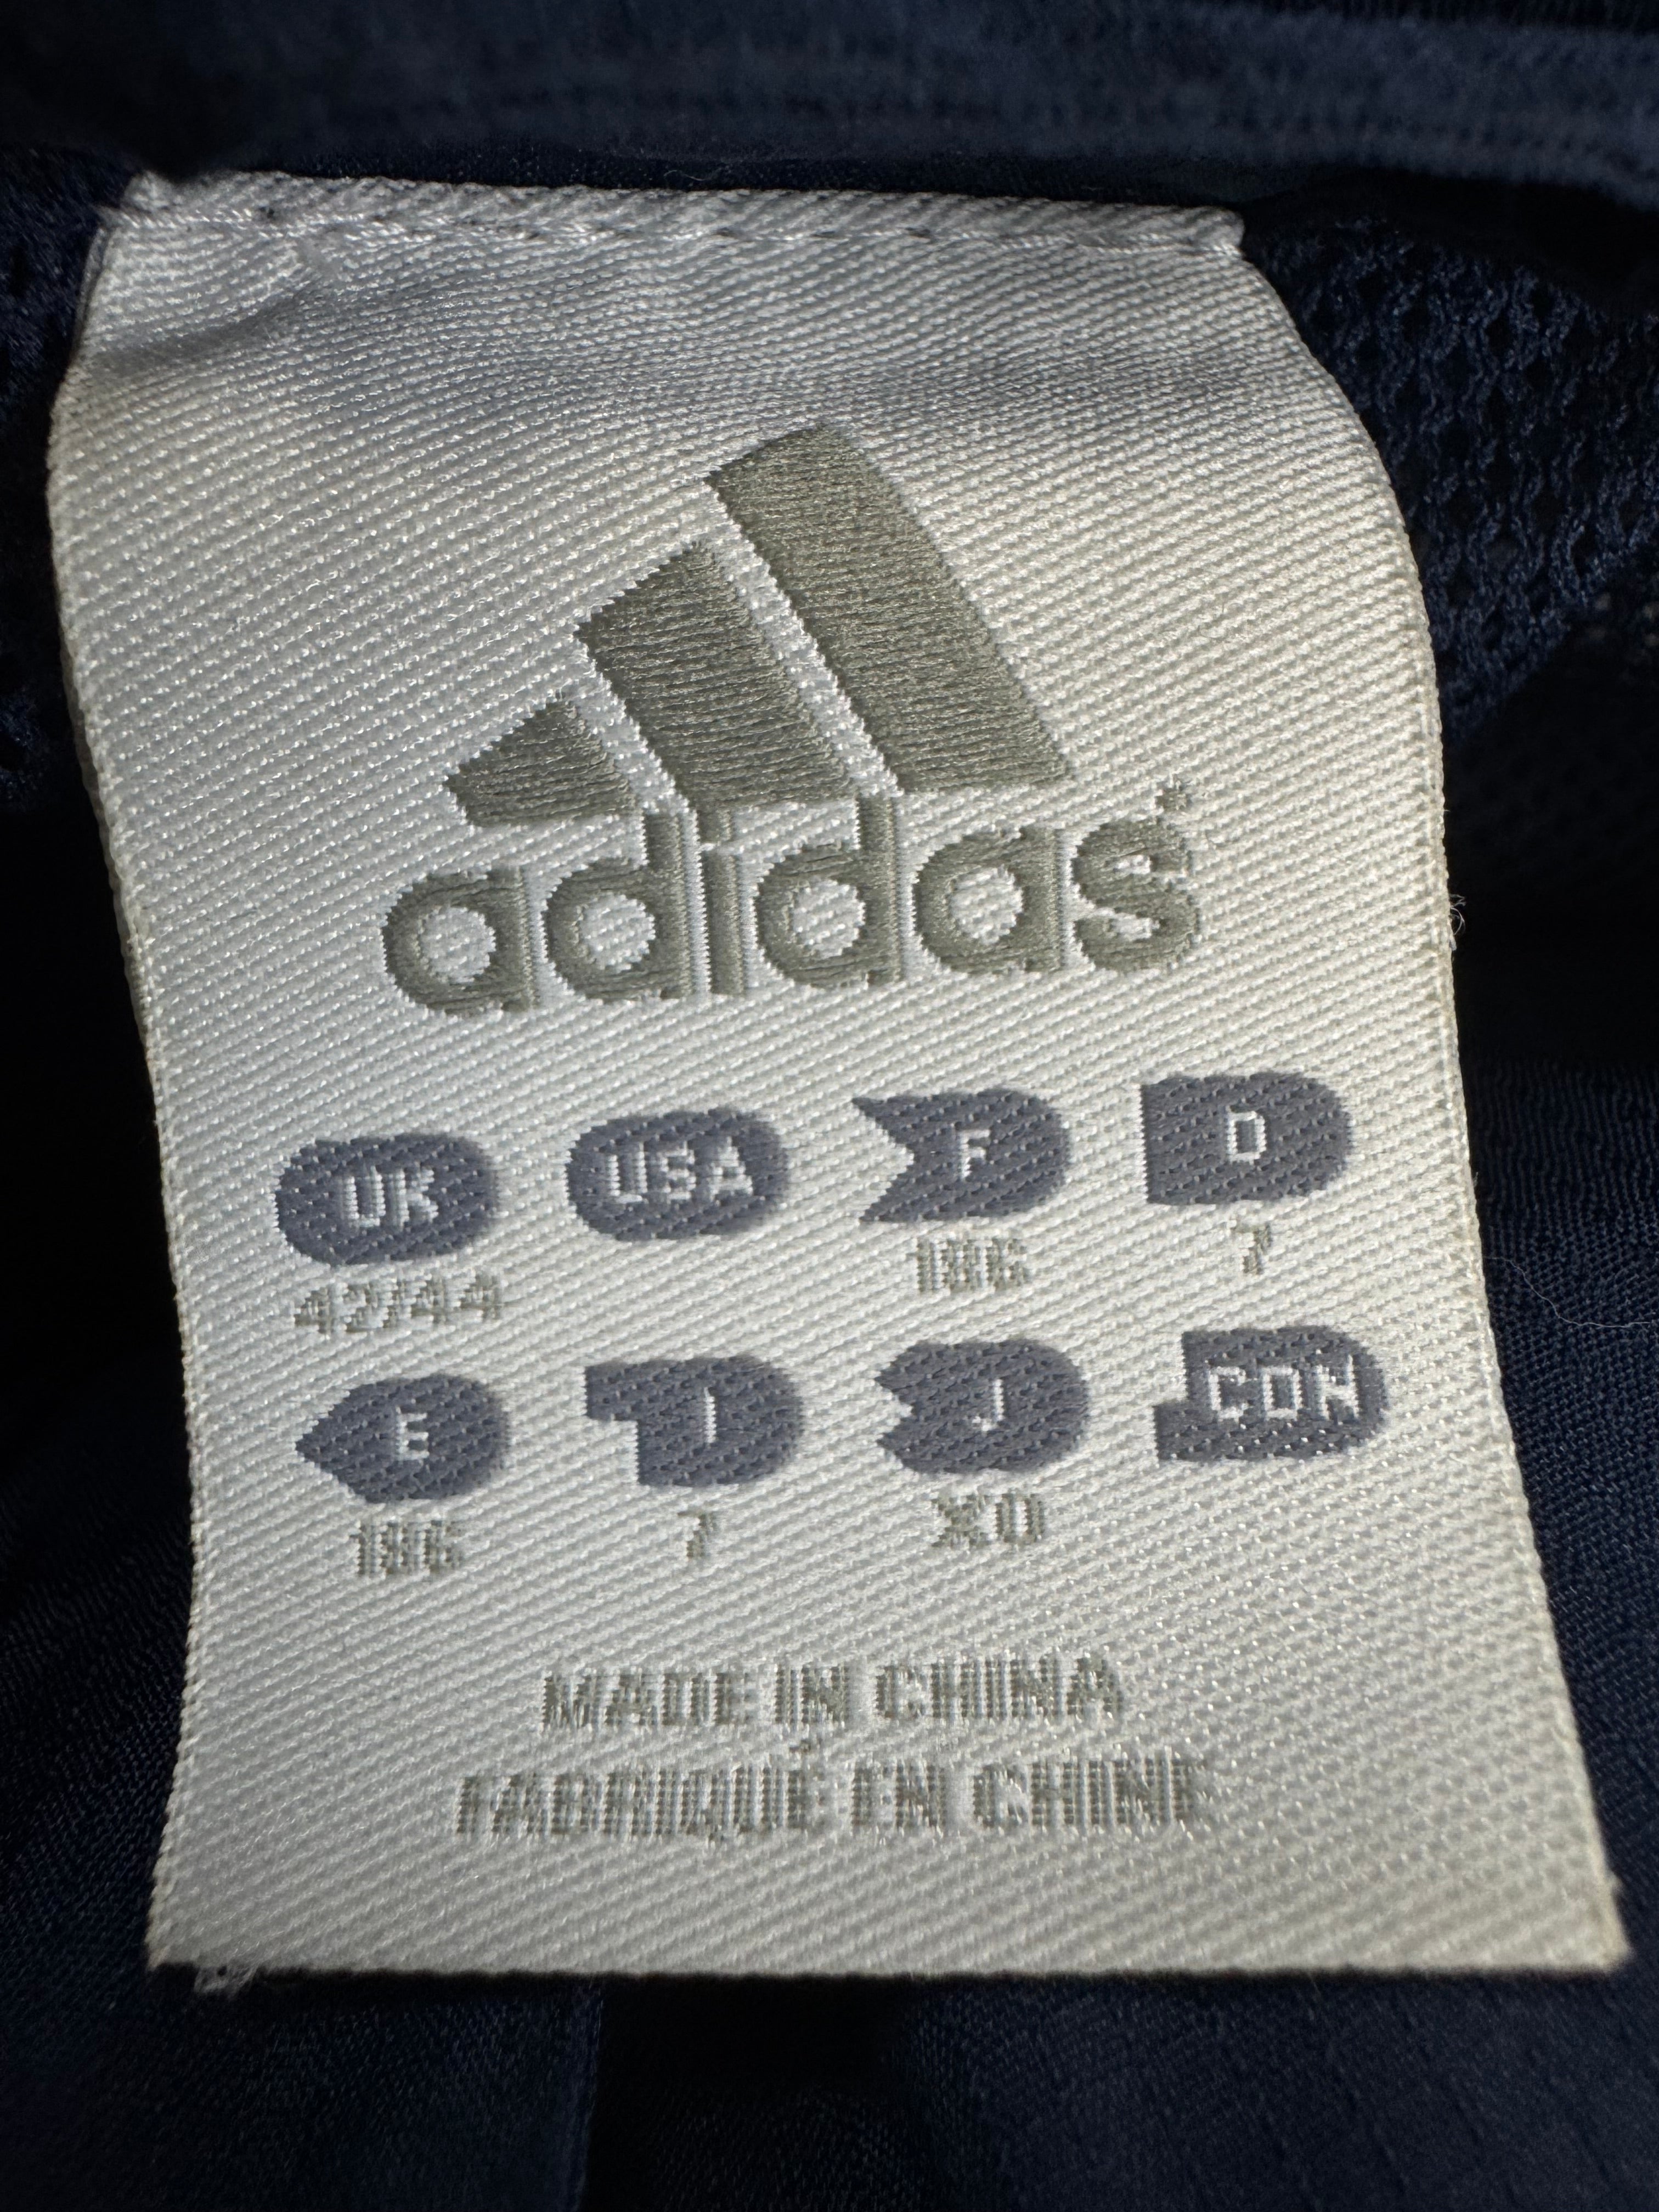 adidas®
UK USA F D
42/44 186 7
E I J CDN
186 7 XO
MADE IN CHINA
FABRIQUÉ EN CHINE